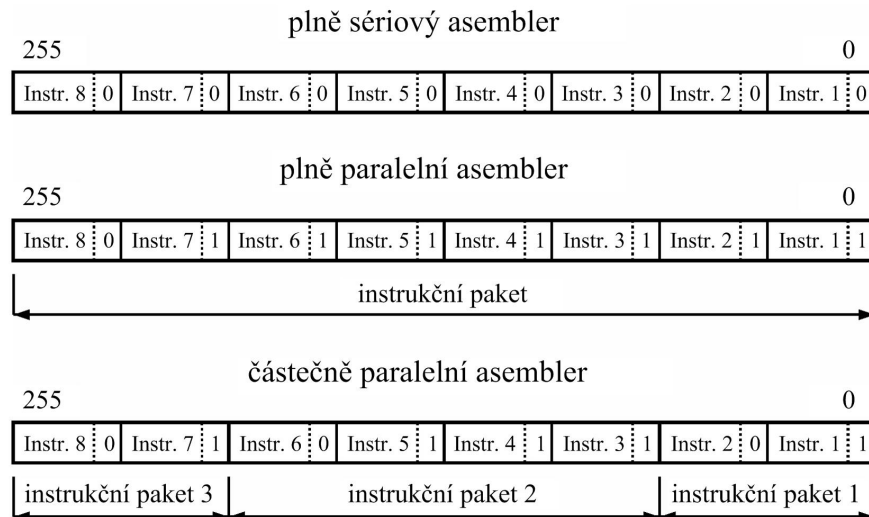 plně sériový asembler
255 0
Instr. 8 0 Instr. 7 0 Instr. 6 0 Instr. 5 0 Instr. 4 0 Instr. 3 0 Instr. 2 0 Instr. 1 0
plně paralelní asembler
255 0
Instr. 8 0 Instr. 7 1 Instr. 6 1 Instr. 5 1 Instr. 4 1 Instr. 3 1 Instr. 2 1 Instr. 1 1
instrukční paket
částečně paralelní asembler
255 0
Instr. 8 0 Instr. 7 1 Instr. 6 0 Instr. 5 1 Instr. 4 1 Instr. 3 1 Instr. 2 0 Instr. 1 1
instrukční paket 3 instrukční paket 2 instrukční paket 1